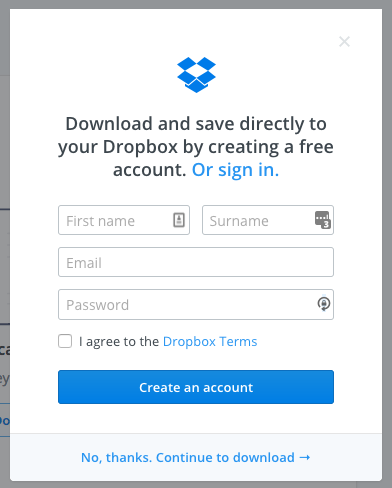 Download and save directly to
your Dropbox by creating a free
account. Or sign in.
First name
Surname
3
Email
Password
I agree to the Dropbox Terms
Create an account
No, thanks. Continue to download →